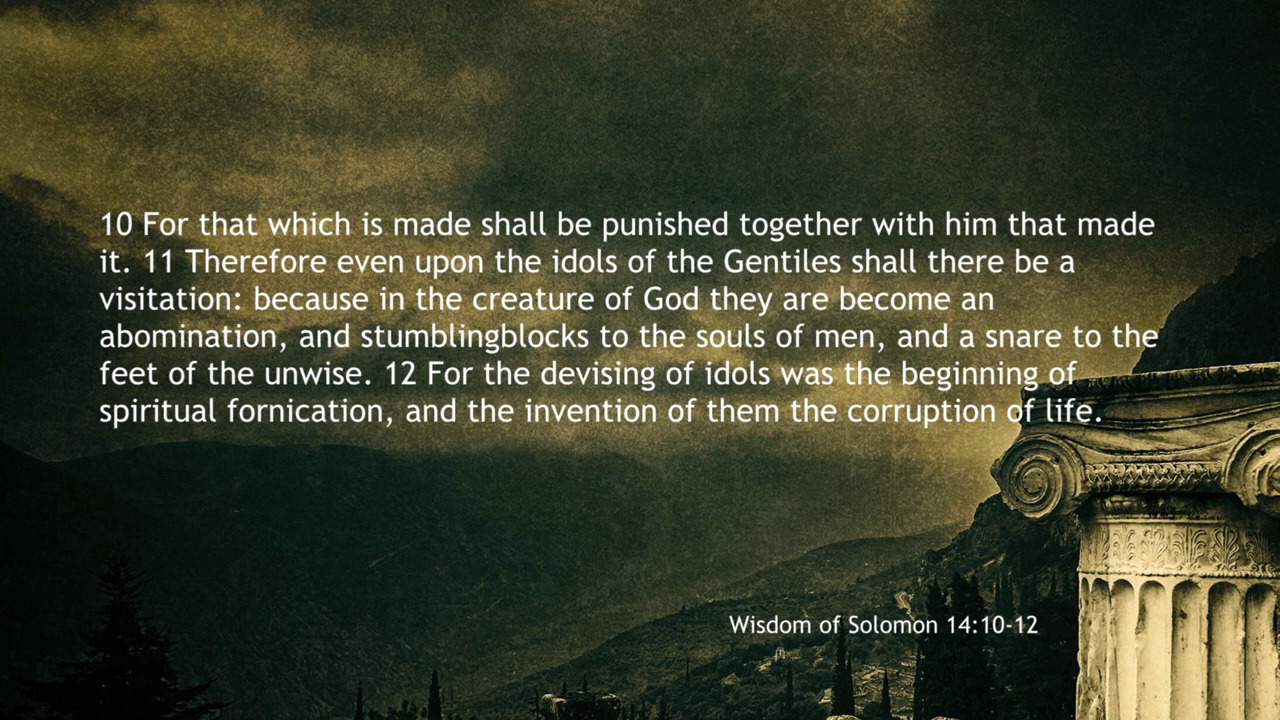 10 For that which is made shall be punished together with him that made
it. 11 Therefore even upon the idols of the Gentiles shall there be a
visitation: because in the creature of God they are become an
abomination, and stumblingblocks to the souls of men, and a snare to the
feet of the unwise. 12 For the devising of idols was the beginning of
spiritual fornication, and the invention of them the corruption of life.
Wisdom of Solomon 14:10-12